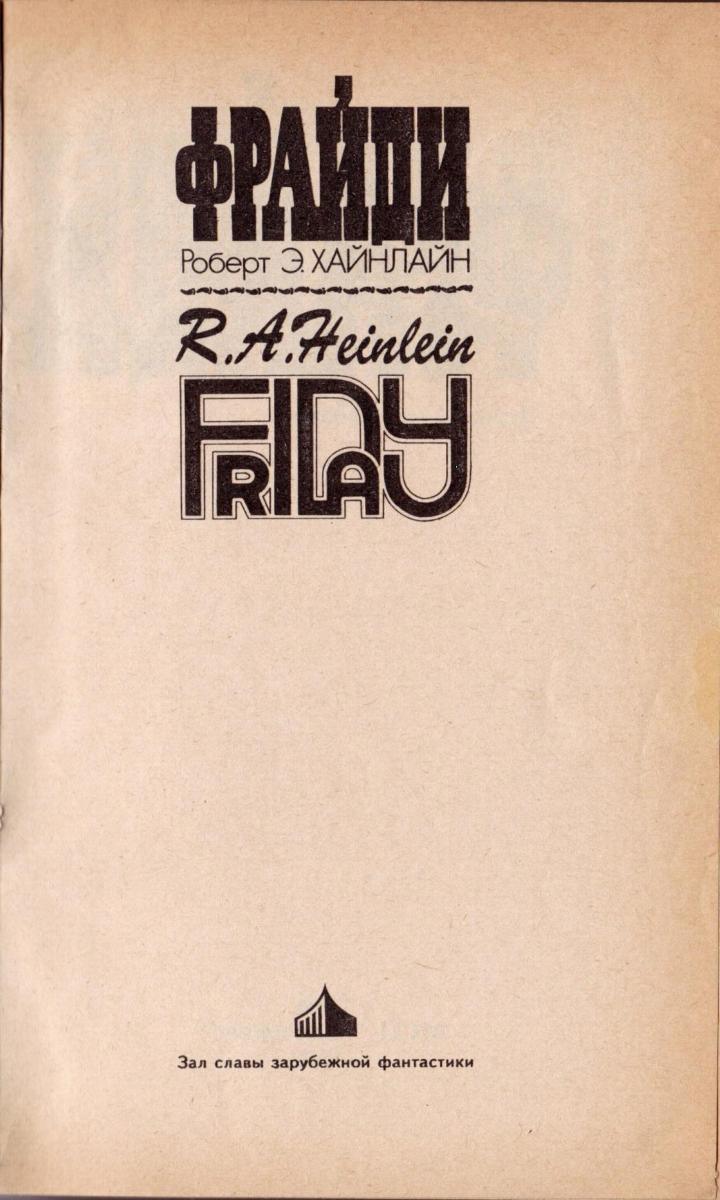 ФРАЙДИ
Роберт Э. ХАЙНЛАЙН
R.A.Heinlein
FRIDAY
Зал славы зарубежной фантастики